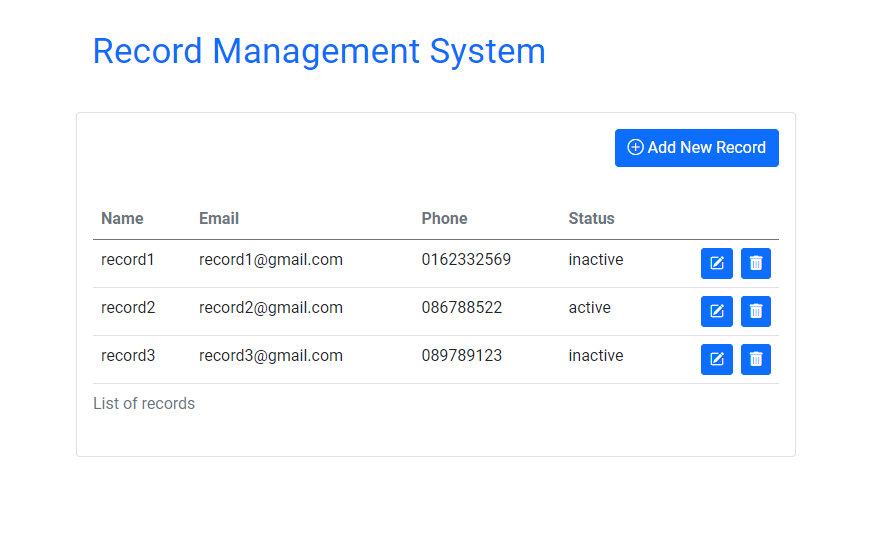 Record Management System
Add New Record
Name Email Phone Status
record1 record1@gmail.com 0162332569 inactive
record2 record2@gmail.com 086788522 active
record3 record3@gmail.com 089789123 inactive
List of records